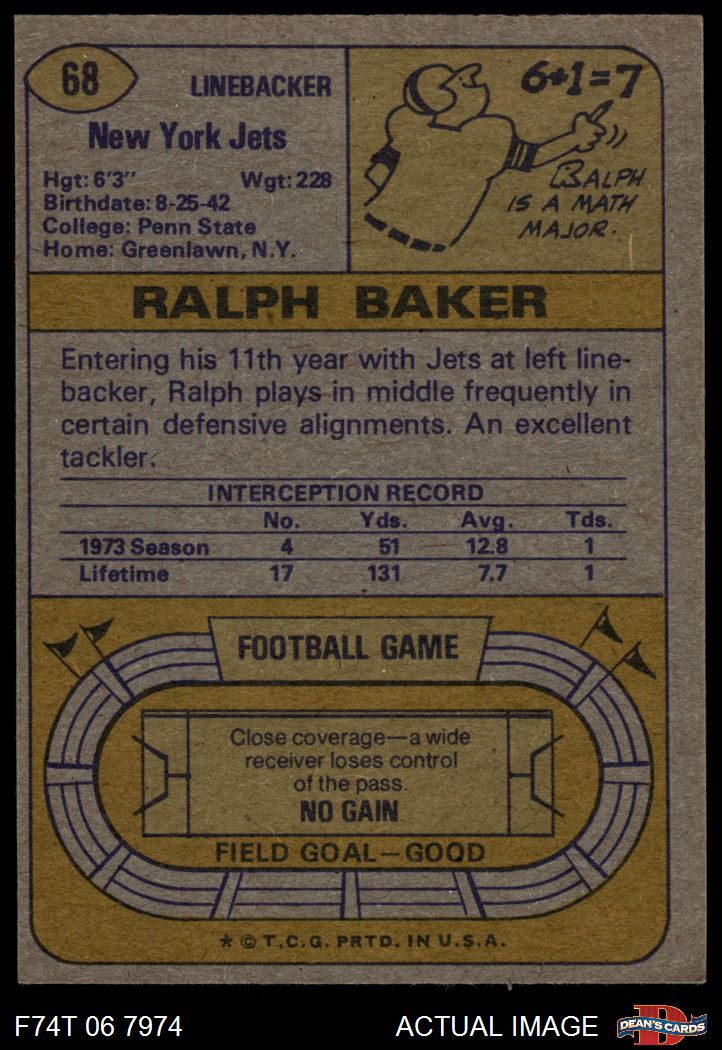 68
LINEBACKER
New York Jets
Hgt: 6'3" Wgt: 228
Birthdate: 8-25-42
College: Penn State
Home: Greenlawn, N.Y.
6+1=7
RALPH
IS A MATH
MAJOR.
RALPH BAKER
Entering his 11th year with Jets at left line-
backer, Ralph plays in middle frequently in
certain defensive alignments. An excellent
tackler.
INTERCEPTION RECORD
No. Yds. Avg. Tds.
1973 Season 4 51 12.8 1
Lifetime 17 131 7.7 1
FOOTBALL GAME
Close coverage—a wide
receiver loses control
of the pass.
NO GAIN
FIELD GOAL—GOOD
* © T.C.G. PRTD. IN U.S.A.
F74T 06 7974 ACTUAL IMAGE
D
DEAN'S CARDS